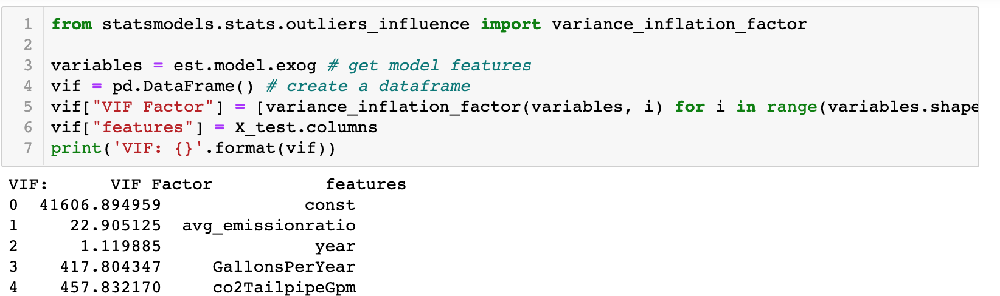 1 from statsmodels.stats.outliers_influence import variance_inflation_factor
2
3 variables = est.model.exog # get model features
4 vif = pd.DataFrame() # create a dataframe
5 vif["VIF Factor"] = [variance_inflation_factor(variables, i) for i in range(variables.shape
6 vif["features"] = X_test.columns
7 print('VIF: {}'.format(vif))
VIF: VIF Factor features
0 41606.894959 const
1 22.905125 avg_emissionratio
2 1.119885 year
3 417.804347 GallonsPerYear
4 457.832170 co2TailpipeGpm